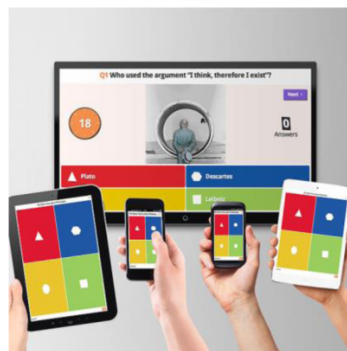 Q1 Who used the argument "I think, therefore I exist"?
Next ›
18
0
Answers
Plato
Descartes
Leibniz